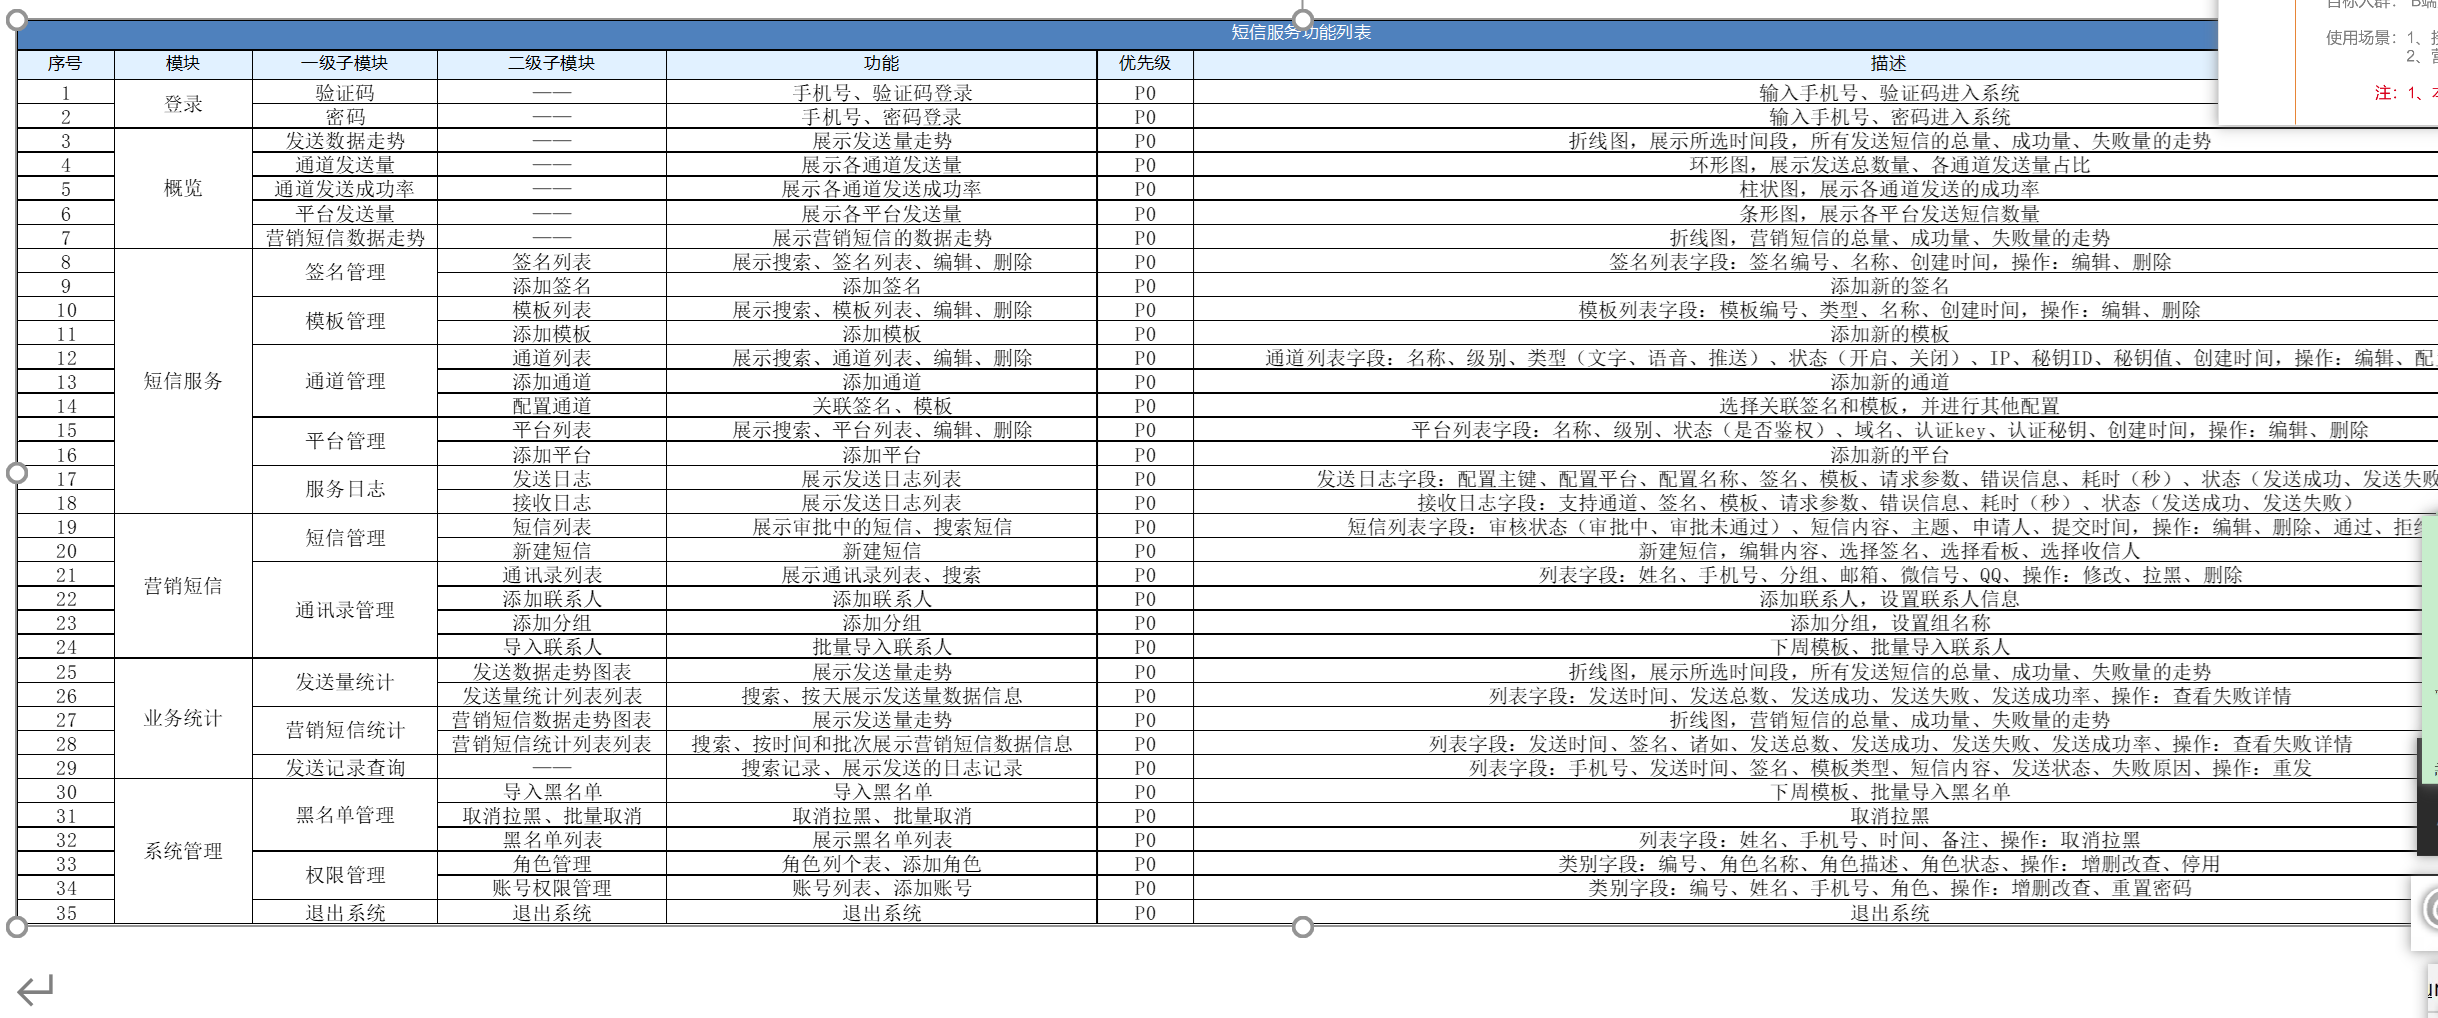 短信服务功能列表
序号 模块 一级子模块 二级子模块 功能 优先级 描述
1 登录 验证码 —— 手机号、验证码登录 P0 输入手机号、验证码进入系统
2 密码 —— 手机号、密码登录 P0 输入手机号、密码进入系统
3 概览 发送数据走势 —— 展示发送量走势 P0 折线图，展示所选时间段，所有发送短信的总量、成功量、失败量的走势
4 通道发送量 —— 展示各通道发送量 P0 环形图，展示发送总数量、各通道发送量占比
5 通道发送成功率 —— 展示各通道发送成功率 P0 柱状图，展示各通道发送的成功率
6 平台发送量 —— 展示各平台发送量 P0 条形图，展示各平台发送短信数量
7 营销短信数据走势 —— 展示营销短信的数据走势 P0 折线图，营销短信的总量、成功量、失败量的走势
8 短信服务 签名管理 签名列表 展示搜索、签名列表、编辑、删除 P0 签名列表字段：签名编号、名称、创建时间，操作：编辑、删除
9 添加签名 添加签名 P0 添加新的签名
10 模板管理 模板列表 展示搜索、模板列表、编辑、删除 P0 模板列表字段：模板编号、类型、名称、创建时间，操作：编辑、删除
11 添加模板 添加模板 P0 添加新的模板
12 通道管理 通道列表 展示搜索、通道列表、编辑、删除 P0 通道列表字段：名称、级别、类型（文字、语音、推送）、状态（开启、关闭）、IP、秘钥ID、秘钥值、创建时间，操作：编辑、配
13 添加通道 添加通道 P0 添加新的通道
14 配置通道 关联签名、模板 P0 选择关联签名和模板，并进行其他配置
15 平台管理 平台列表 展示搜索、平台列表、编辑、删除 P0 平台列表字段：名称、级别、状态（是否鉴权）、域名、认证key、认证秘钥、创建时间，操作：编辑、删除
16 添加平台 添加平台 P0 添加新的平台
17 服务日志 发送日志 展示发送日志列表 P0 发送日志字段：配置主键、配置平台、配置名称、签名、模板、请求参数、错误信息、耗时（秒）、状态（发送成功、发送失败
18 接收日志 展示发送日志列表 P0 接收日志字段：支持通道、签名、模板、请求参数、错误信息、耗时（秒）、状态（发送成功、发送失败）
19 营销短信 短信管理 短信列表 展示审批中的短信、搜索短信 P0 短信列表字段：审核状态（审批中、审批未通过）、短信内容、主题、申请人、提交时间，操作：编辑、删除、通过、拒
20 新建短信 新建短信 P0 新建短信，编辑内容、选择签名、选择看板、选择收信人
21 通讯录管理 通讯录列表 展示通讯录列表、搜索 P0 列表字段：姓名、手机号、分组、邮箱、微信号、QQ、操作：修改、拉黑、删除
22 添加联系人 添加联系人 P0 添加联系人，设置联系人信息
23 添加分组 添加分组 P0 添加分组，设置组名称
24 导入联系人 批量导入联系人 P0 下周模板、批量导入联系人
25 业务统计 发送量统计 发送数据走势图表 展示发送量走势 P0 折线图，展示所选时间段，所有发送短信的总量、成功量、失败量的走势
26 发送量统计列表列表 搜索、按天展示发送量数据信息 P0 列表字段：发送时间、发送总数、发送成功、发送失败、发送成功率、操作：查看失败详情
27 营销短信统计 营销短信数据走势图表 展示发送量走势 P0 折线图，营销短信的总量、成功量、失败量的走势
28 营销短信统计列表列表 搜索、按时间和批次展示营销短信数据信息 P0 列表字段：发送时间、签名、诸如、发送总数、发送成功、发送失败、发送成功率、操作：查看失败详情
29 发送记录查询 —— 搜索记录、展示发送的日志记录 P0 列表字段：手机号、发送时间、签名、模板类型、短信内容、发送状态、失败原因、操作：重发
30 系统管理 黑名单管理 导入黑名单 导入黑名单 P0 下周模板、批量导入黑名单
31 取消拉黑、批量取消 取消拉黑、批量取消 P0 取消拉黑
32 黑名单列表 展示黑名单列表 P0 列表字段：姓名、手机号、时间、备注、操作：取消拉黑
33 权限管理 角色管理 角色列个表、添加角色 P0 类别字段：编号、角色名称、角色描述、角色状态、操作：增删改查、停用
34 账号权限管理 账号列表、添加账号 P0 类别字段：编号、姓名、手机号、角色、操作：增删改查、重置密码
35 退出系统 退出系统 退出系统 P0 退出系统
使用场景：1、
2、
注：1、